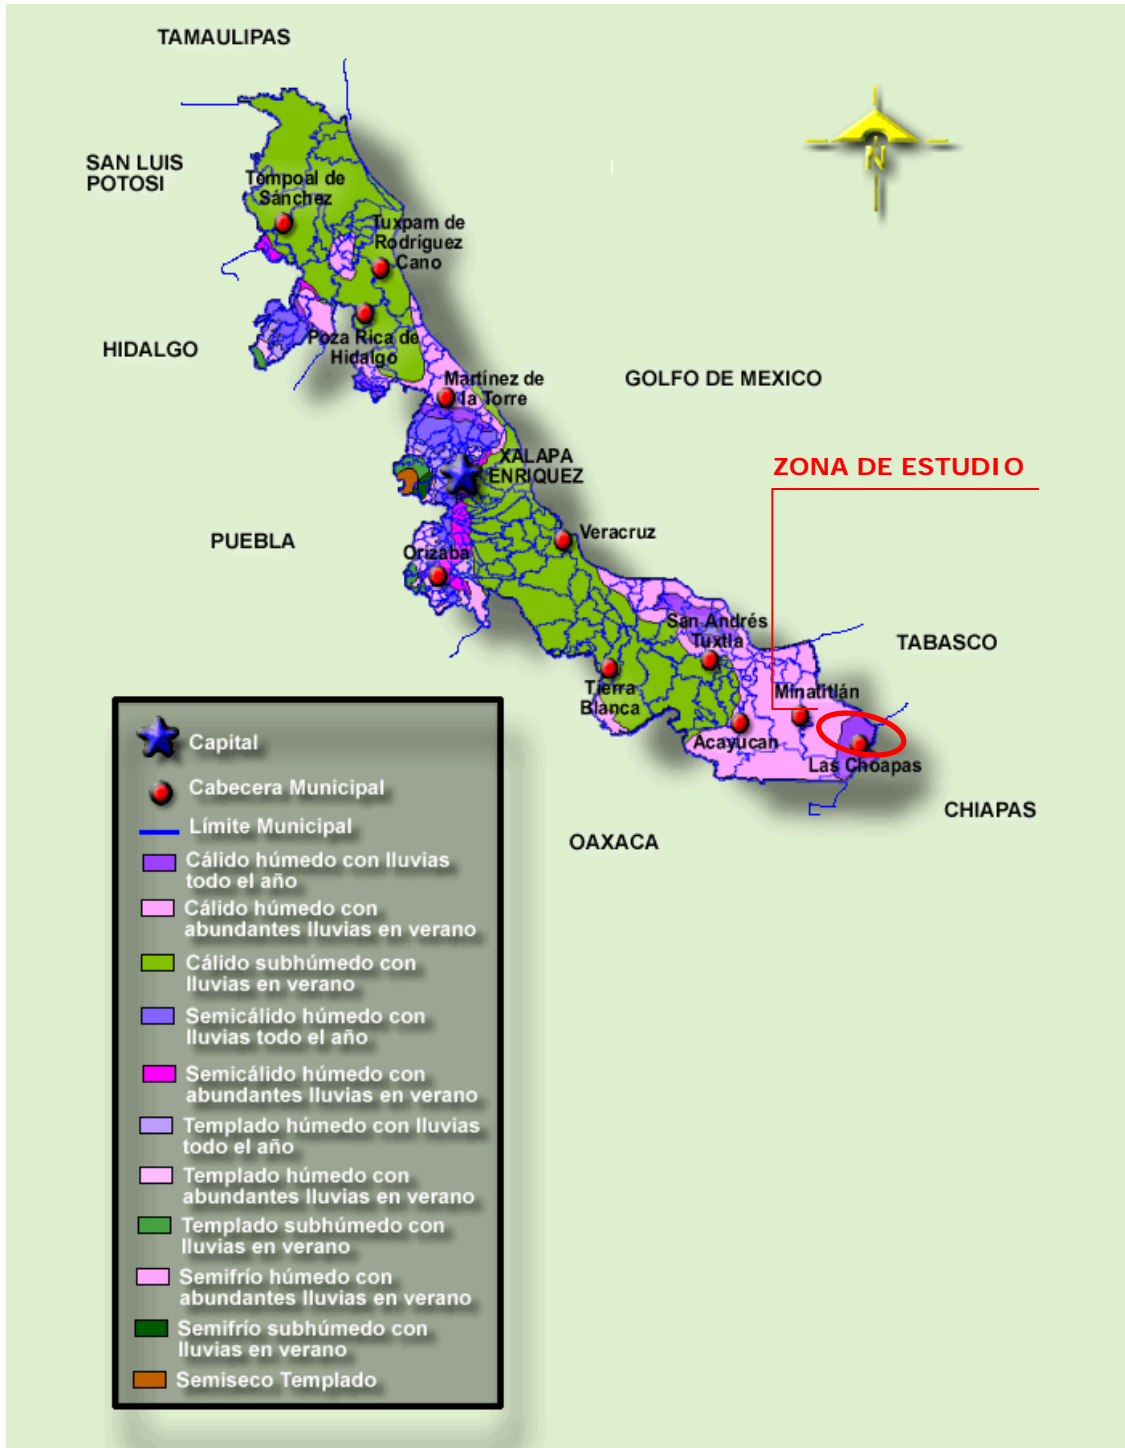 TAMAULIPAS
SAN LUIS
POTOSI
Tempoal de
Sánchez
Tuxpam de
Rodríguez
Cano
N
HIDALGO
Poza Rica de
Hidalgo
Martínez de
la Torre
GOLFO DE MEXICO
XALAPA
ENRIQUEZ
ZONA DE ESTUDIO
PUEBLA
Orizaba
Veracruz
San Andrés
Tuxtla
TABASCO
Tierra
Blanca
Minatitlán
Acayucan
Las Choapas
CHIAPAS
OAXACA
Capital
Cabecera Municipal
Límite Municipal
Cálido húmedo con lluvias
todo el año
Cálido húmedo con
abundantes lluvias en verano
Cálido subhúmedo con
lluvias en verano
Semicálido húmedo con
lluvias todo el año
Semicálido húmedo con
abundantes lluvias en verano
Templado húmedo con lluvias
todo el año
Templado húmedo con
abundantes lluvias en verano
Templado subhúmedo con
lluvias en verano
Semifrío húmedo con
abundantes lluvias en verano
Semifrío subhúmedo con
lluvias en verano
Semiseco Templado